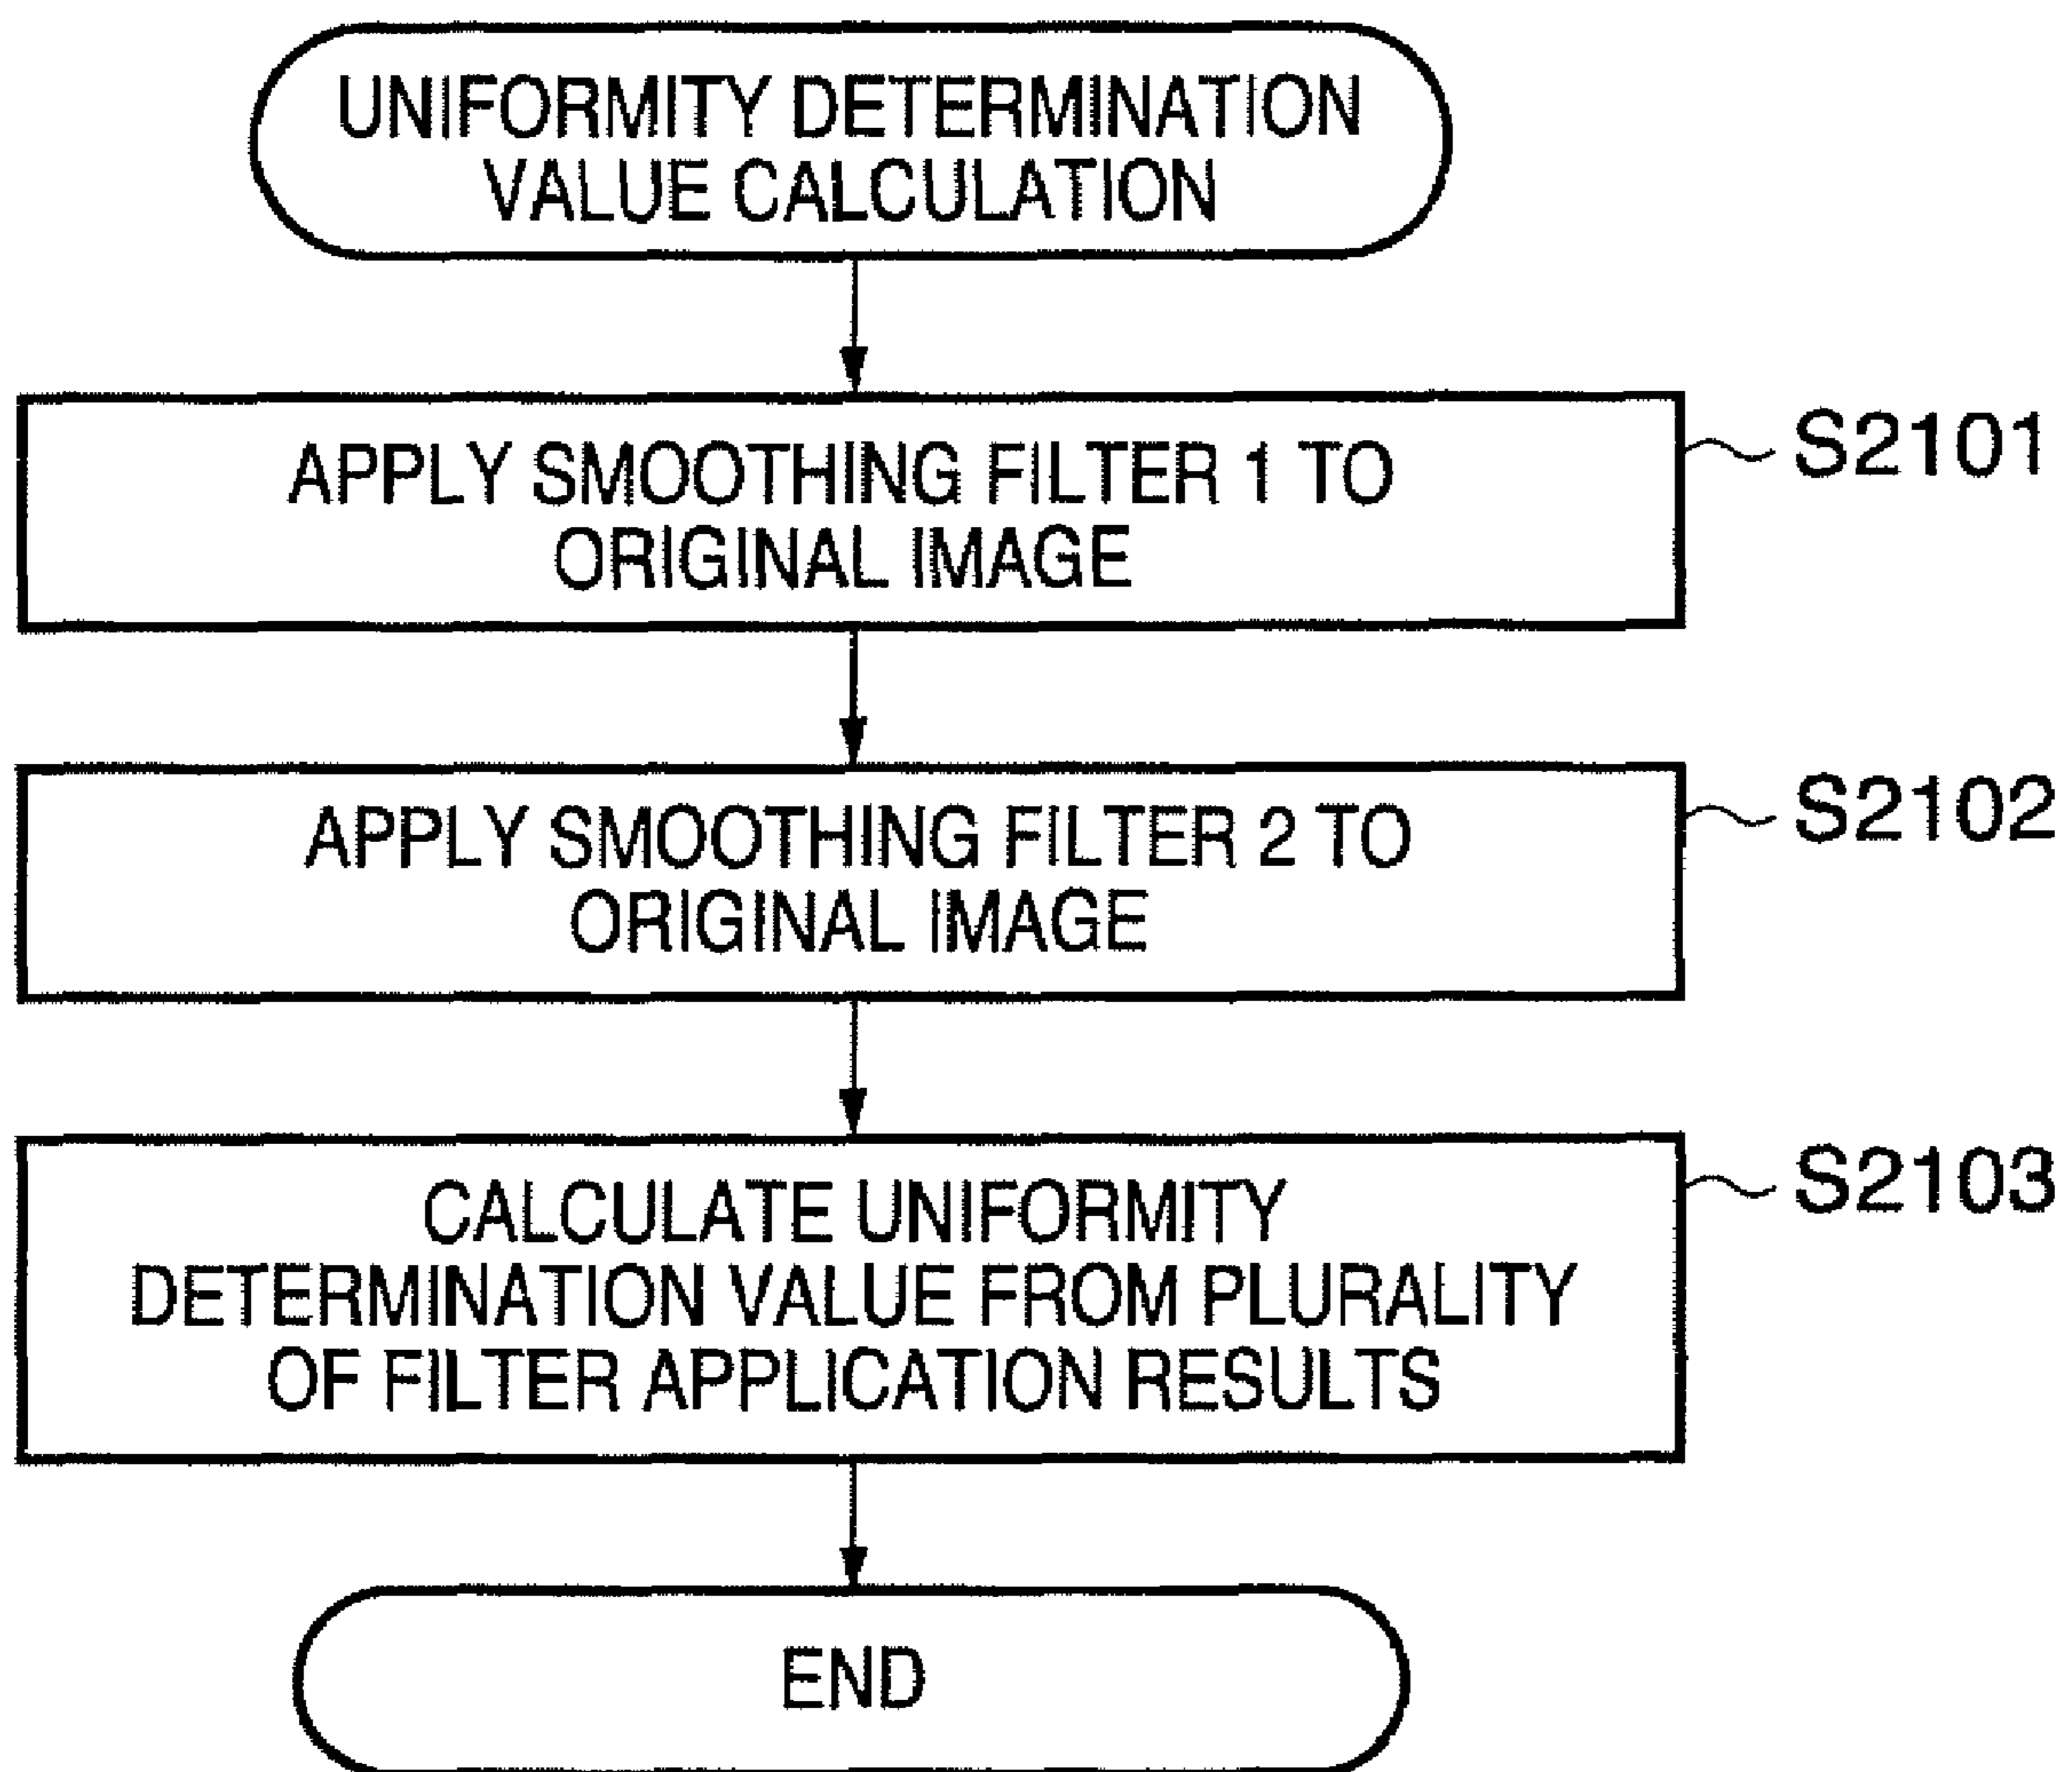 UNIFORMITY DETERMINATION
VALUE CALCULATION
APPLY SMOOTHING FILTER 1 TO
ORIGINAL IMAGE
S2101
APPLY SMOOTHING FILTER 2 TO
ORIGINAL IMAGE
S2102
CALCULATE UNIFORMITY
DETERMINATION VALUE FROM PLURALITY
OF FILTER APPLICATION RESULTS
S2103
END